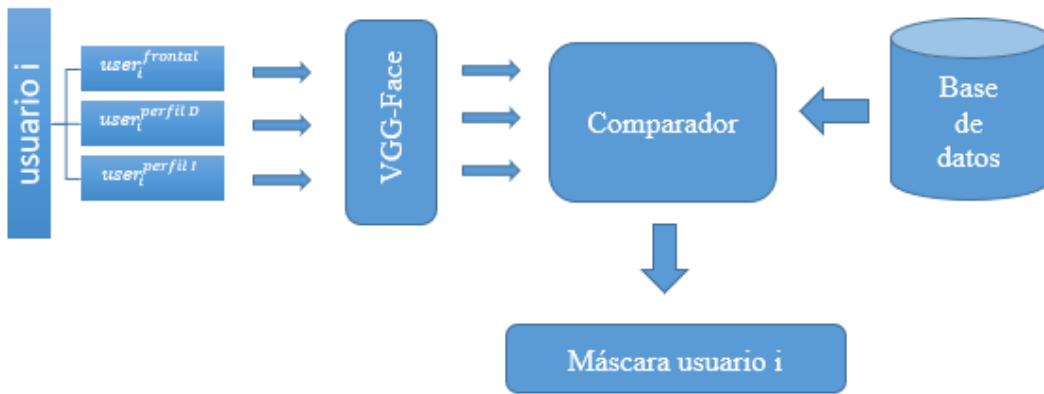 usuario i
user_i^frontal
user_i^perfil D
user_i^perfil I
VGG-Face
Comparador
Base
de
datos
Máscara usuario i